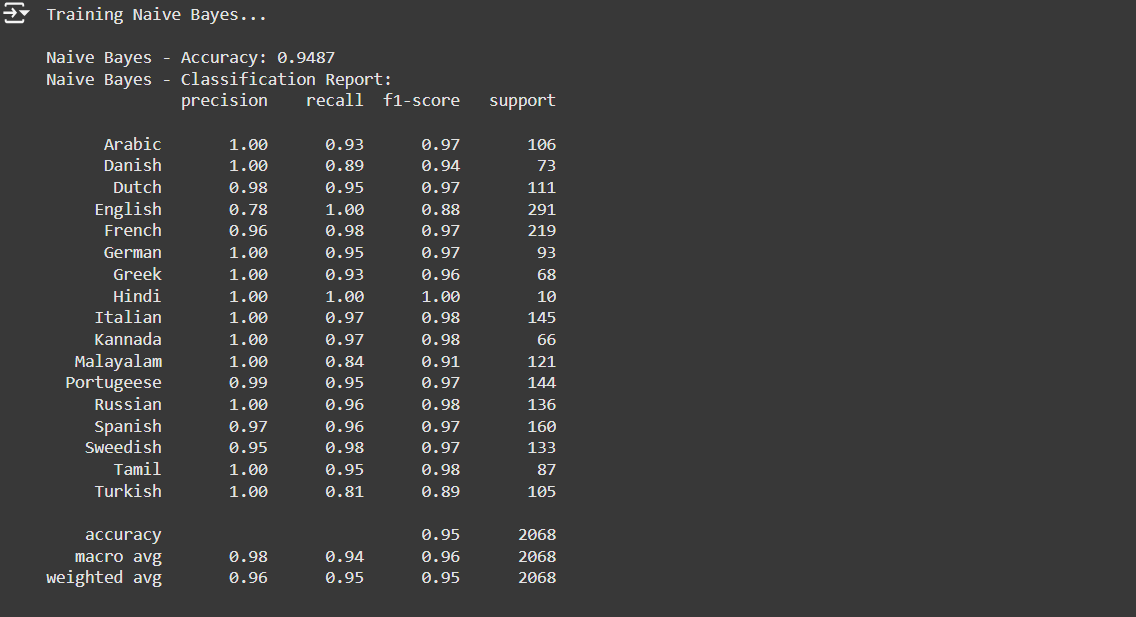 Training Naive Bayes...
Naive Bayes - Accuracy: 0.9487
Naive Bayes - Classification Report:
precision recall f1-score support
Arabic 1.00 0.93 0.97 106
Danish 1.00 0.89 0.94 73
Dutch 0.98 0.95 0.97 111
English 0.78 1.00 0.88 291
French 0.96 0.98 0.97 219
German 1.00 0.95 0.97 93
Greek 1.00 0.93 0.96 68
Hindi 1.00 1.00 1.00 10
Italian 1.00 0.97 0.98 145
Kannada 1.00 0.97 0.98 66
Malayalam 1.00 0.84 0.91 121
Portugeese 0.99 0.95 0.97 144
Russian 1.00 0.96 0.98 136
Spanish 0.97 0.96 0.97 160
Sweedish 0.95 0.98 0.97 133
Tamil 1.00 0.95 0.98 87
Turkish 1.00 0.81 0.89 105
accuracy 0.95 2068
macro avg 0.98 0.94 0.96 2068
weighted avg 0.96 0.95 0.95 2068